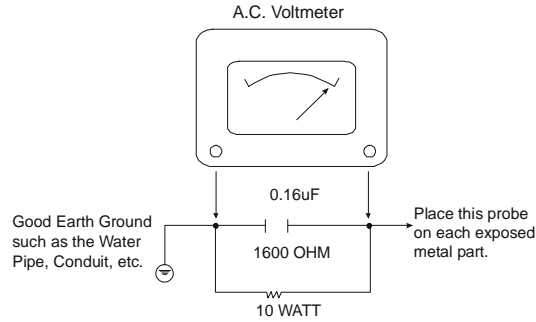 A.C. Voltmeter
0.16uF
Good Earth Ground
such as the Water
Pipe, Conduit, etc.
Place this probe
on each exposed
metal part.
1600 OHM
10 WATT